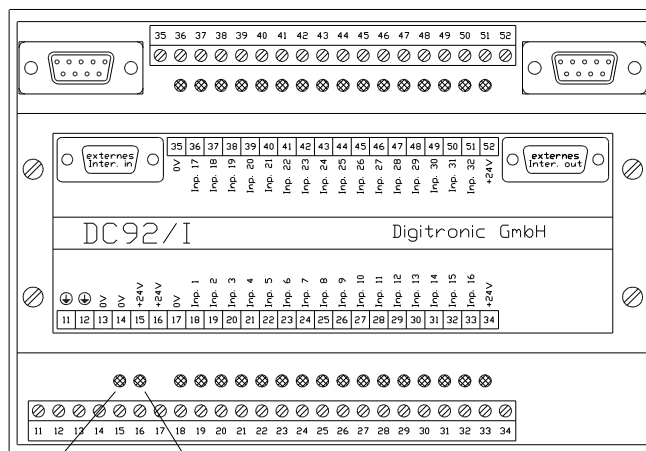 35 36 37 38 39 40 41 42 43 44 45 46 47 48 49 50 51 52
externes
Inter. in
35 36 37 38 39 40 41 42 43 44 45 46 47 48 49 50 51 52
externes
Inter. out
0V Inp. 17 Inp. 18 Inp. 19 Inp. 20 Inp. 21 Inp. 22 Inp. 23 Inp. 24 Inp. 25 Inp. 26 Inp. 27 Inp. 28 Inp. 29 Inp. 30 Inp. 31 Inp. 32 +24V
DC92/I
Digitronic GmbH
0V 0V +24V +24V 0V Inp. 1 Inp. 2 Inp. 3 Inp. 4 Inp. 5 Inp. 6 Inp. 7 Inp. 8 Inp. 9 Inp. 10 Inp. 11 Inp. 12 Inp. 13 Inp. 14 Inp. 15 Inp. 16 +24V
11 12 13 14 15 16 17 18 19 20 21 22 23 24 25 26 27 28 29 30 31 32 33 34
11 12 13 14 15 16 17 18 19 20 21 22 23 24 25 26 27 28 29 30 31 32 33 34